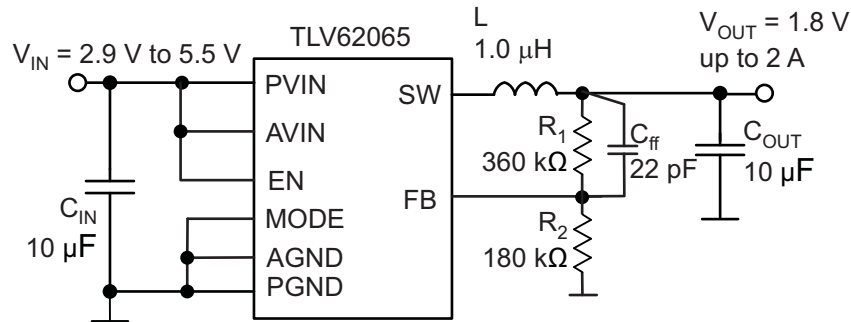 TLV62065
V_IN = 2.9 V to 5.5 V
L
1.0 μH
V_OUT = 1.8 V
up to 2 A
PVIN
AVIN
EN
MODE
AGND
PGND
SW
FB
C_IN
10 μF
R_1
360 kΩ
C_ff
22 pF
R_2
180 kΩ
C_OUT
10 μF